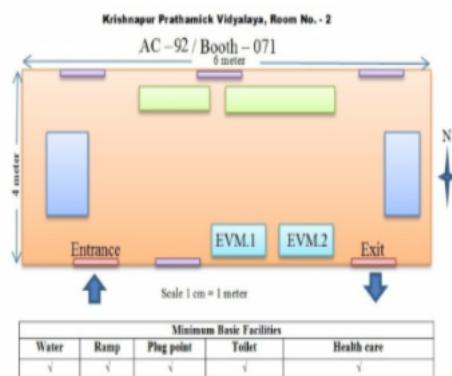 Krishnapur Prathamick Vidyalaya, Room No. - 2
AC - 92 / Booth - 071
6 meter
4 meter
N
EVM.1 EVM.2
Entrance Exit
Scale 1 cm = 1 meter
Minimum Basic Facilities
Water Ramp Plug point Toilet Health care
√ √ √ √ √